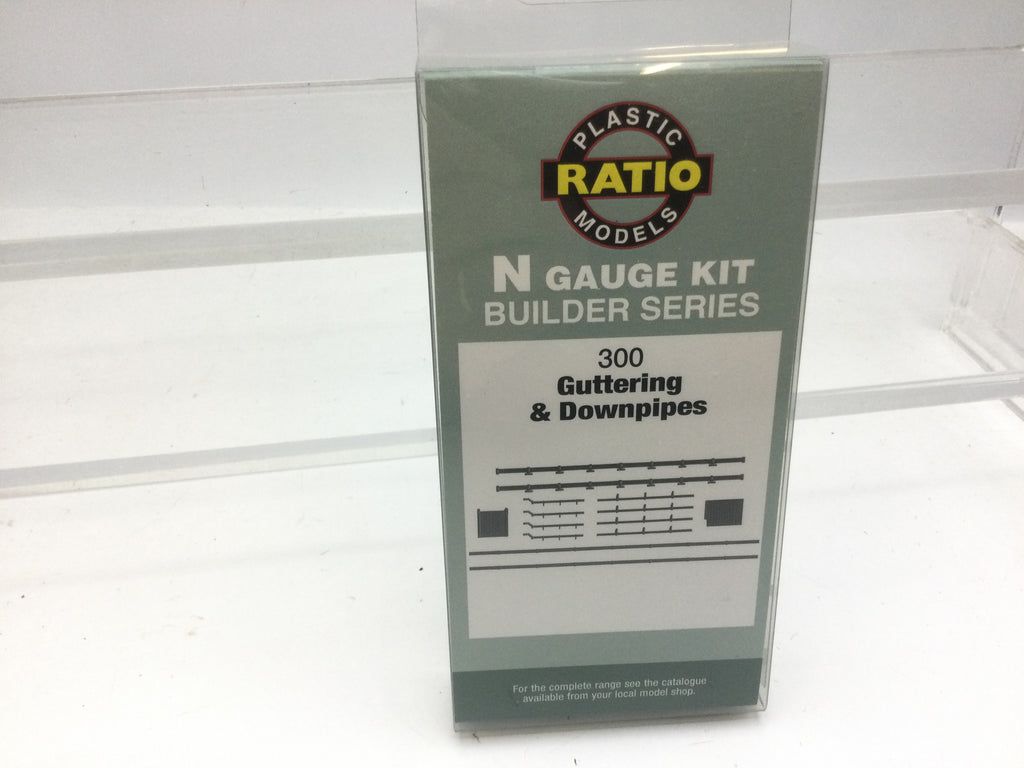 PLASTIC
RATIO
MODELS
N GAUGE KIT
BUILDER SERIES
300
Guttering
& Downpipes
For the complete range see the catalogue
available from your local model shop.